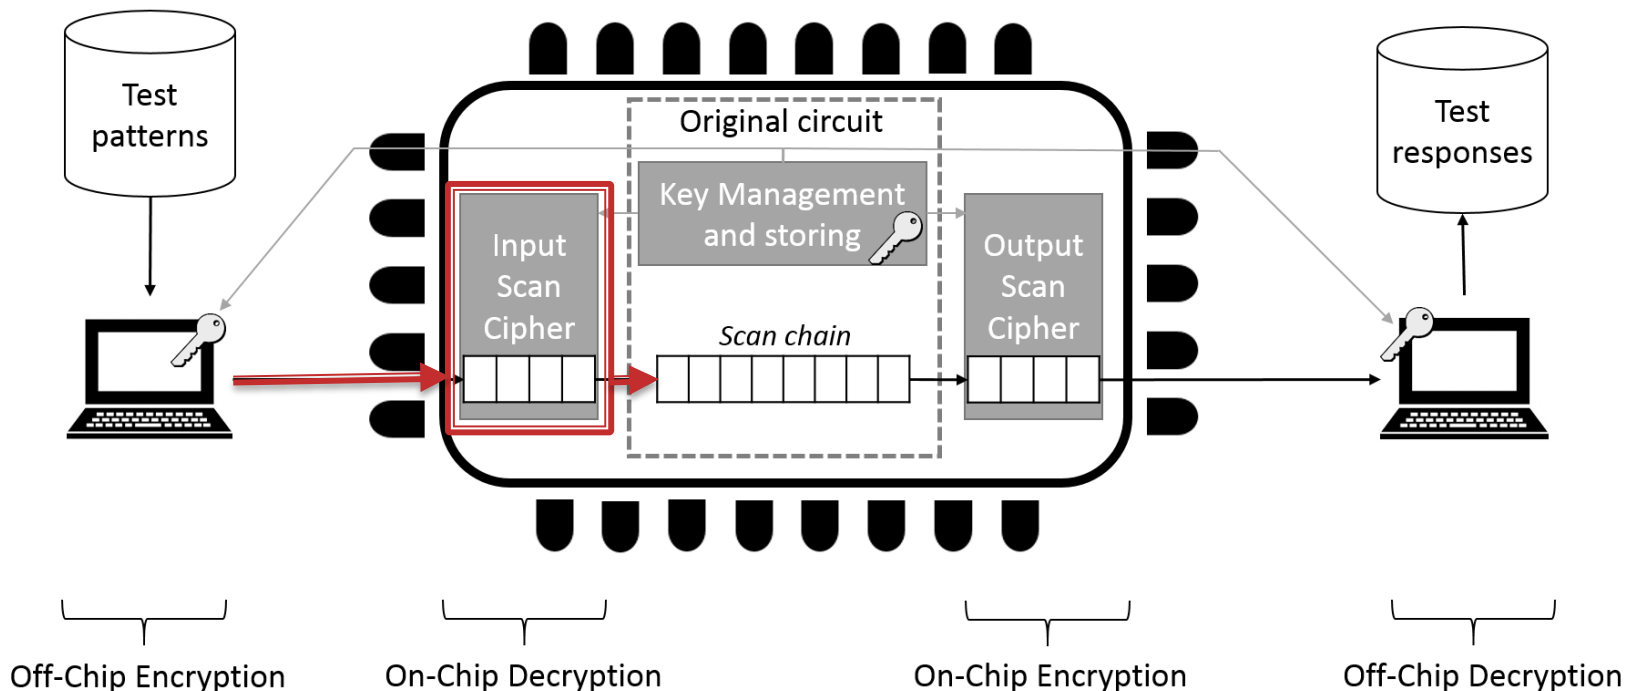 Test
patterns
Original circuit
Test
responses
Key Management
and storing
Input
Scan
Cipher
Output
Scan
Cipher
Scan chain
Off-Chip Encryption
On-Chip Decryption
On-Chip Encryption
Off-Chip Decryption